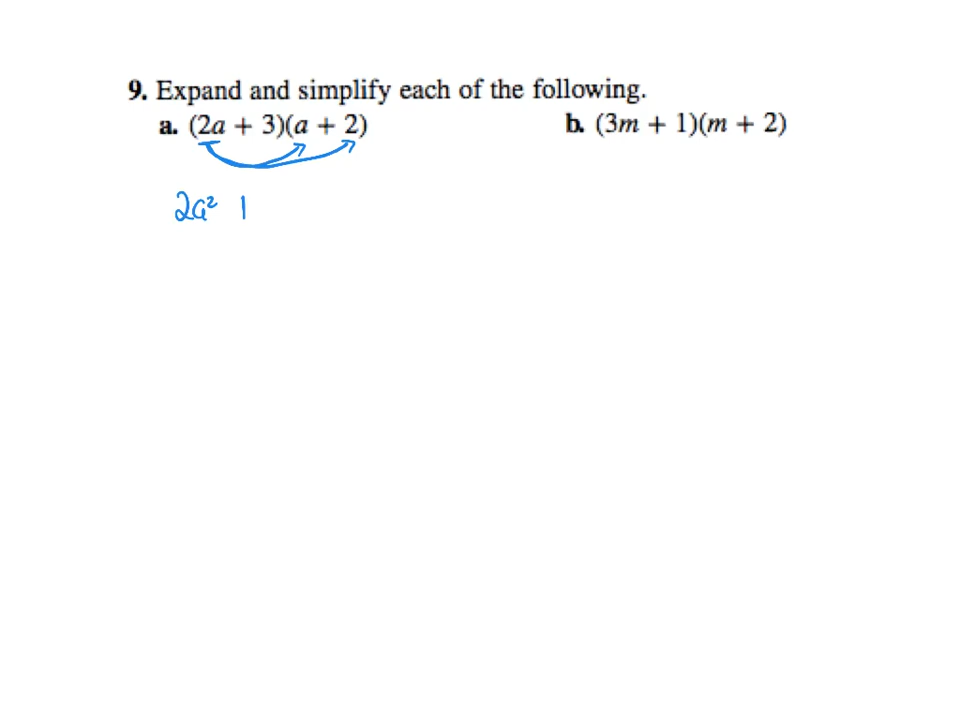 9. Expand and simplify each of the following.
a. (2a + 3)(a + 2) b. (3m + 1)(m + 2)
2a² |